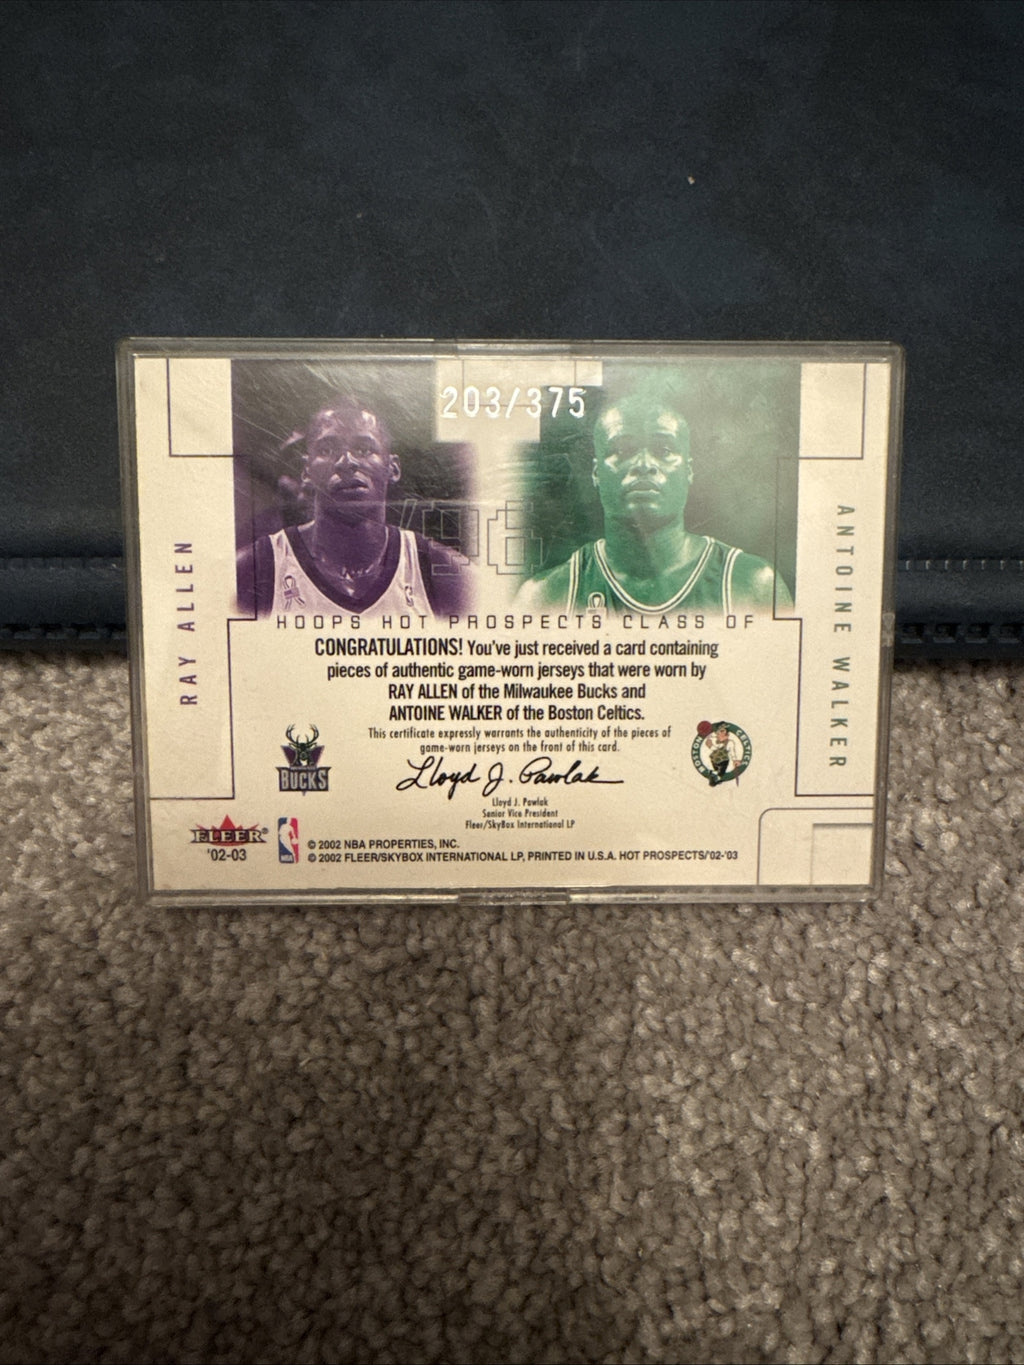 203/375
'96
RAY ALLEN
ANTOINE WALKER
HOOPS HOT PROSPECTS CLASS OF
CONGRATULATIONS! You've just received a card containing
pieces of authentic game-worn jerseys that were worn by
RAY ALLEN of the Milwaukee Bucks and
ANTOINE WALKER of the Boston Celtics.
This certificate expressly warrants the authenticity of the pieces of
game-worn jerseys on the front of this card.
BUCKS
BOSTON CELTICS
Lloyd J. Pawlak
Lloyd J. Pawlak
Senior Vice President
Fleer/SkyBox International LP
FLEER®
'02-03
NBA
© 2002 NBA PROPERTIES, INC.
© 2002 FLEER/SKYBOX INTERNATIONAL LP, PRINTED IN U.S.A. HOT PROSPECTS/'02-'03